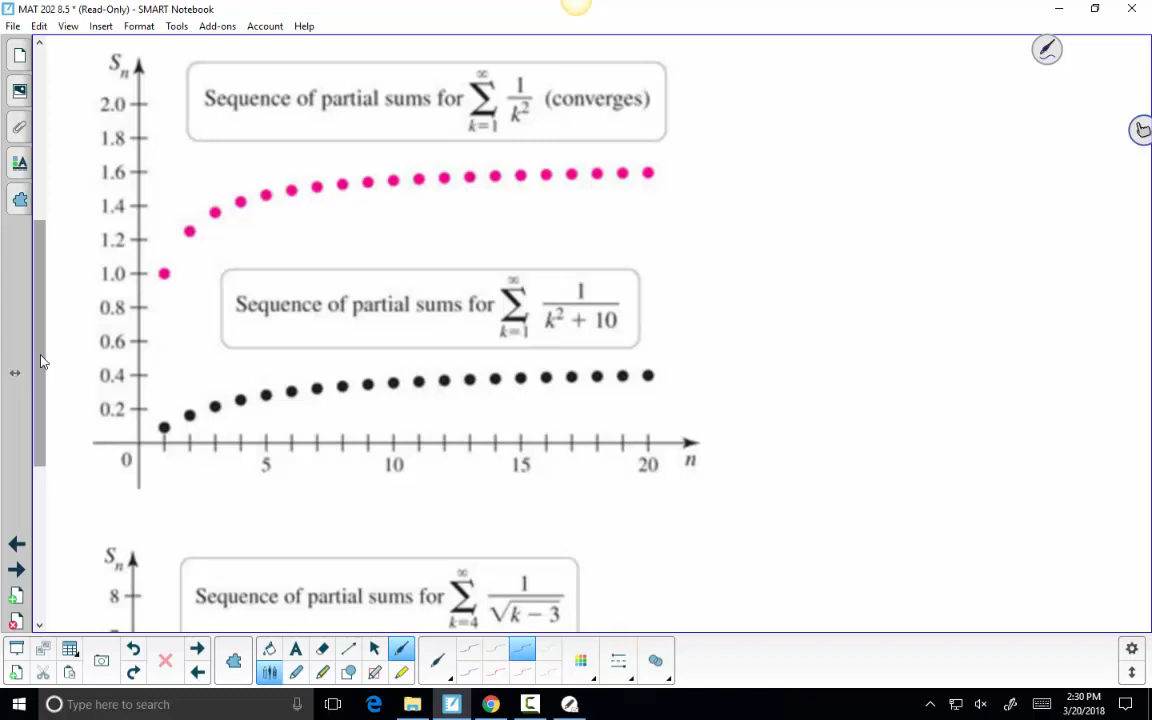 MAT 202 8.5 * (Read-Only) - SMART Notebook
File Edit View Insert Format Tools Add-ons Account Help
Sₙ
Sequence of partial sums for ∑_{k=1}^{∞} 1/k² (converges)
2.0
1.8
1.6
1.4
1.2
1.0
Sequence of partial sums for ∑_{k=1}^{∞} 1/(k² + 10)
0.8
0.6
0.4
0.2
0 5 10 15 20 n
Sₙ
Sequence of partial sums for ∑_{k=4}^{∞} 1/√(k − 3)
8
A
Type here to search
2:30 PM
3/20/2018